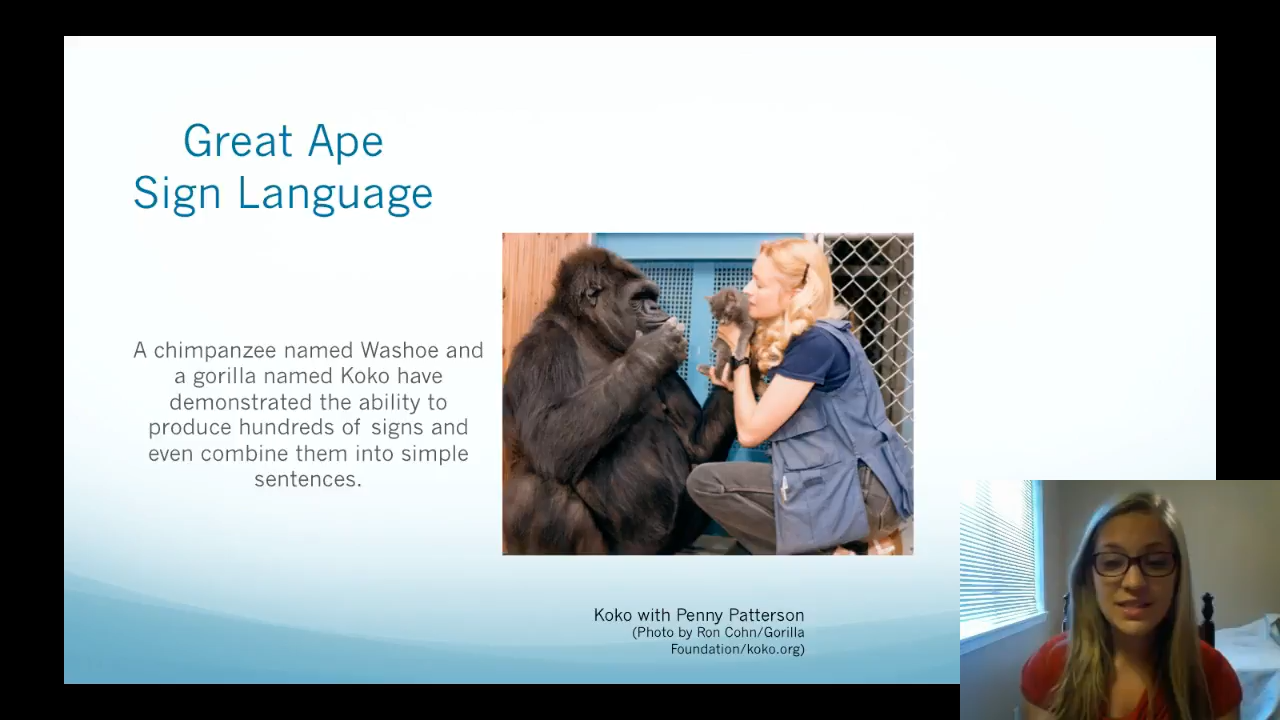 Great Ape
Sign Language
A chimpanzee named Washoe and
a gorilla named Koko have
demonstrated the ability to
produce hundreds of signs and
even combine them into simple
sentences.
Koko with Penny Patterson
(Photo by Ron Cohn/Gorilla
Foundation/koko.org)